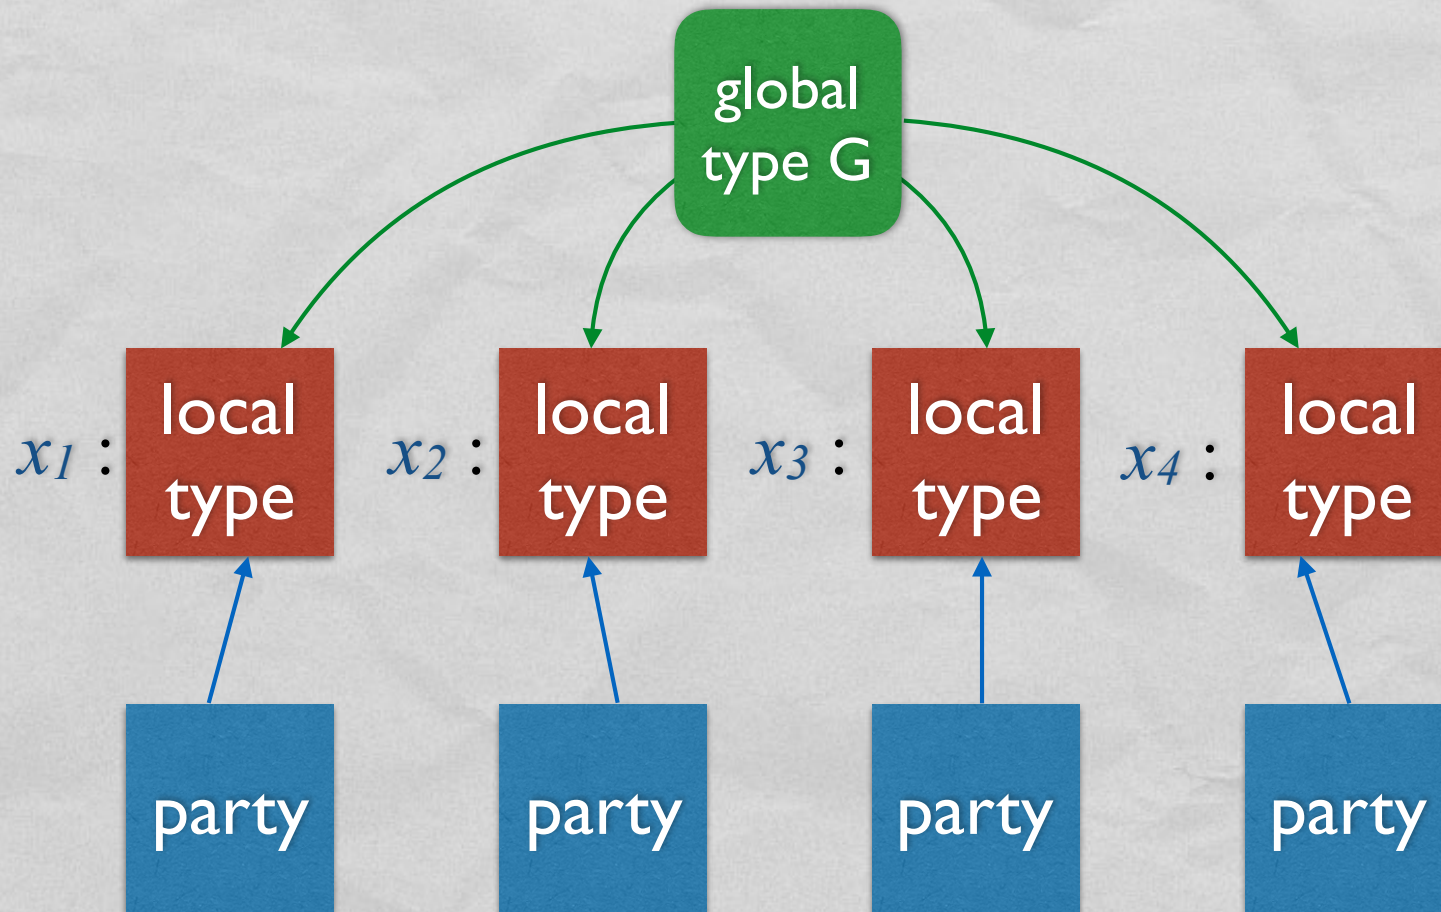 global
type G
x1 :
local
type
x2 :
local
type
x3 :
local
type
x4 :
local
type
party
party
party
party